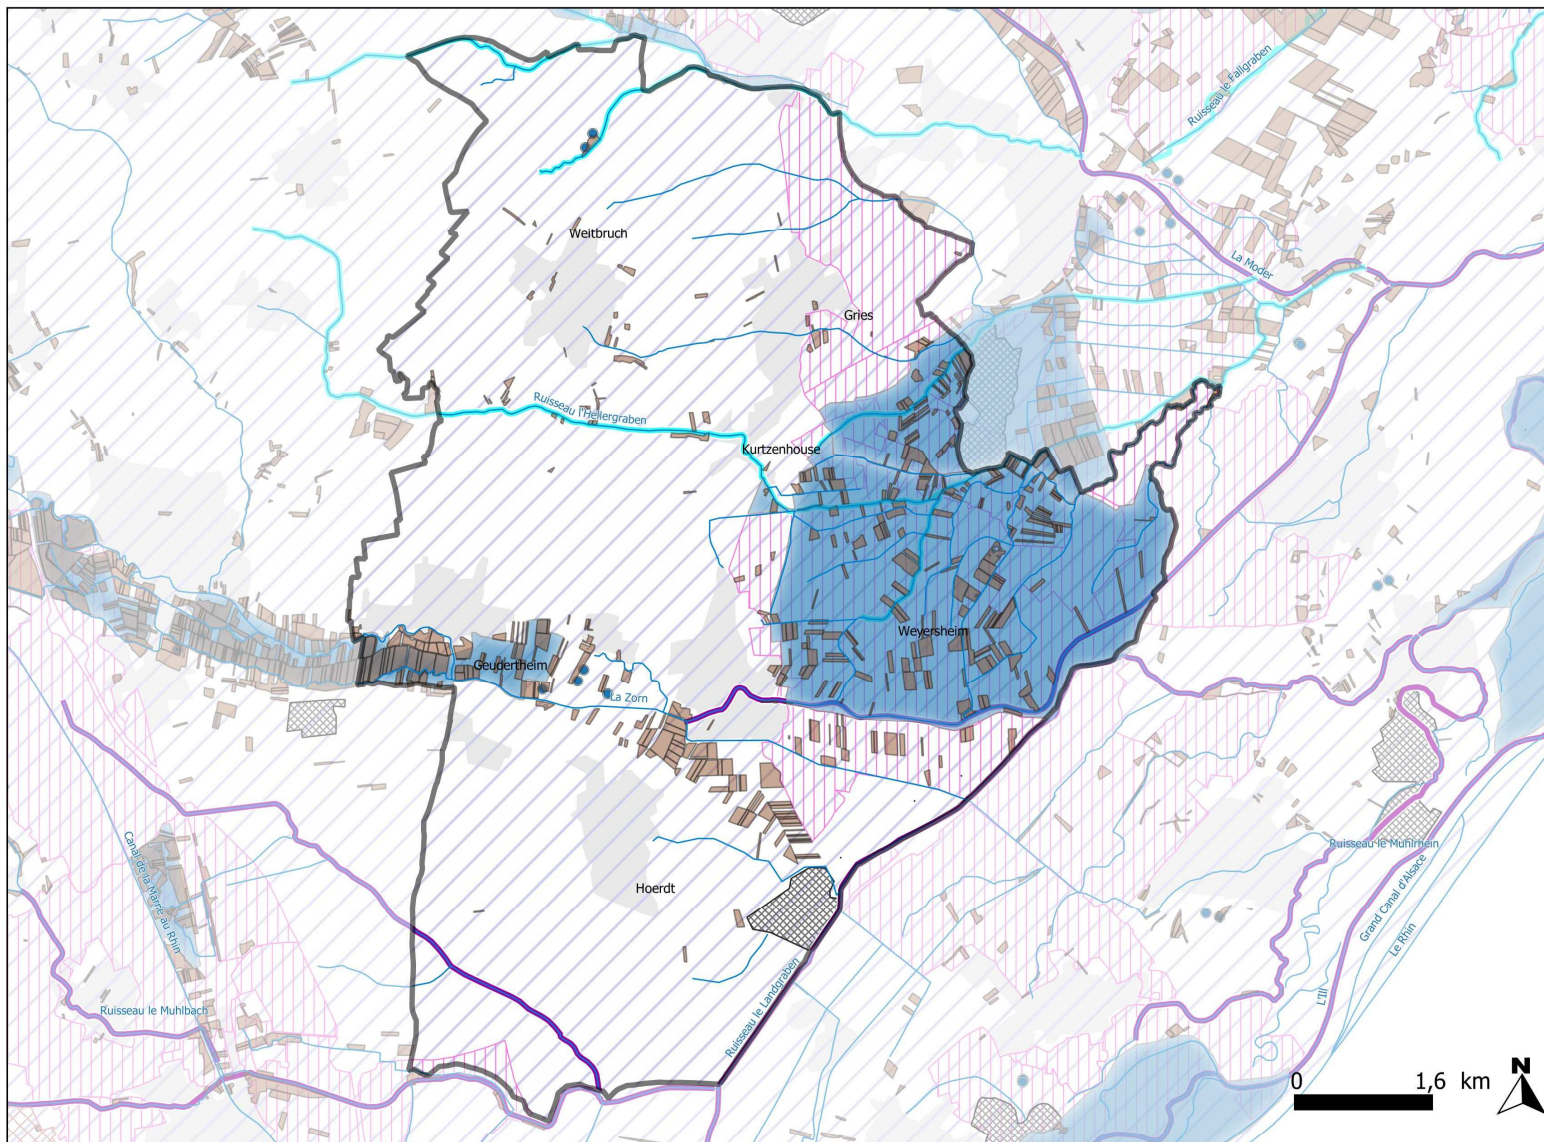 Ruisseau le Fallgraben
Weitbruch
La Moder
Gries
Ruisseau l'Hellergraben
Kurtzenhouse
Weyersheim
Geudertheim
La Zorn
Canal de la Marne au Rhin
Ruisseau le Muhlrhein
Hoerdt
Grand Canal d'Alsace
Le Rhin
Ruisseau le Landgraben
L'Ill
Ruisseau le Muhlbach
N
0 1,6 km